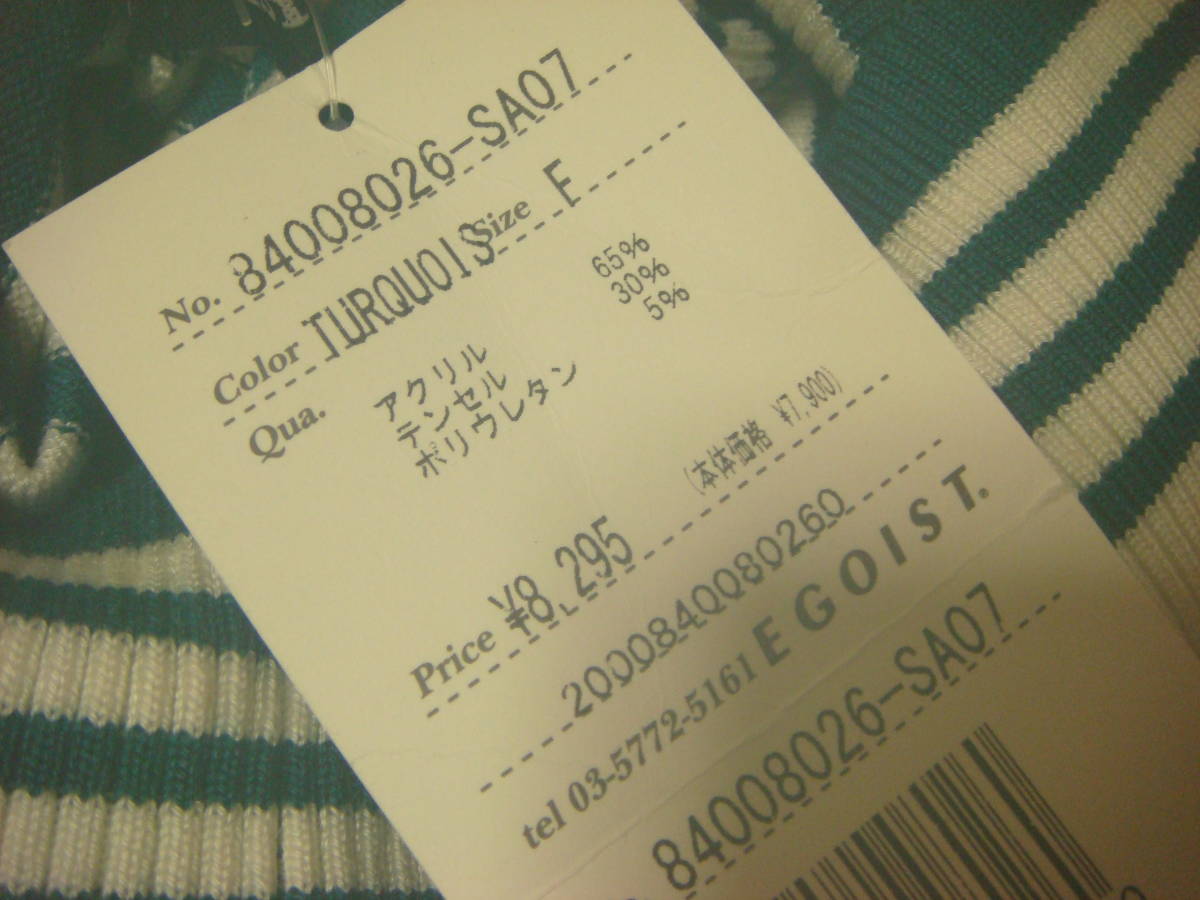 No. 84008026-SA07
Color TURQUOIS Size F
Qua. アクリル 65%
テンセル 30%
ポリウレタン 5%
(本体価格 ¥7,900)
Price ¥8,295
2000840080260
tel 03-5772-5161 EGOIST.
84008026-SA07